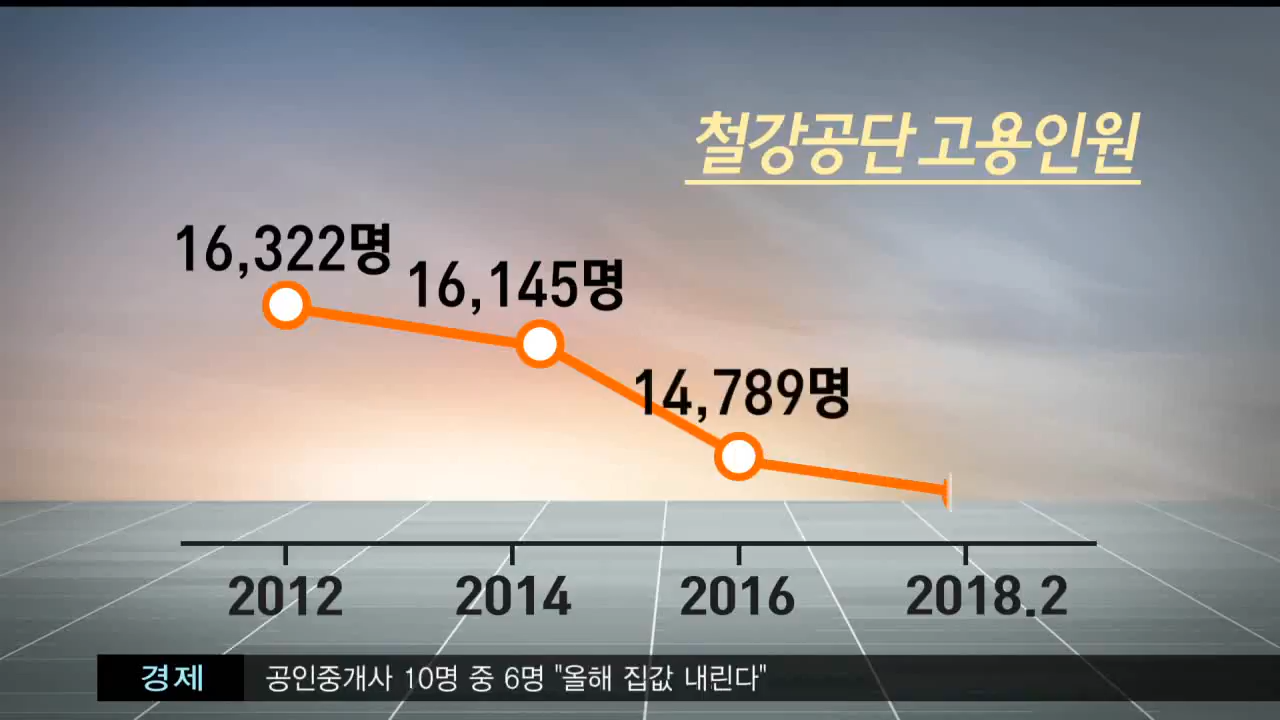 철강공단 고용인원
16,322명
16,145명
14,789명
2012 2014 2016 2018.2
경제 공인중개사 10명 중 6명 "올해 집값 내린다"